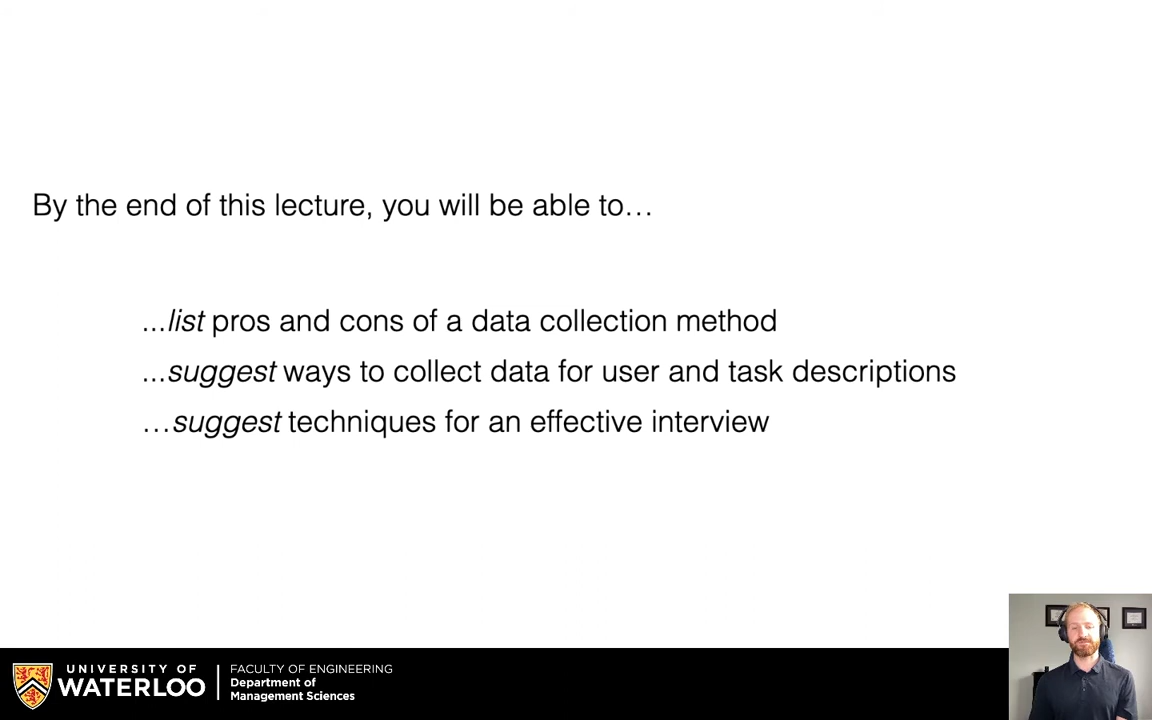 By the end of this lecture, you will be able to…
...list pros and cons of a data collection method
...suggest ways to collect data for user and task descriptions
…suggest techniques for an effective interview
UNIVERSITY OF
WATERLOO
FACULTY OF ENGINEERING
Department of
Management Sciences